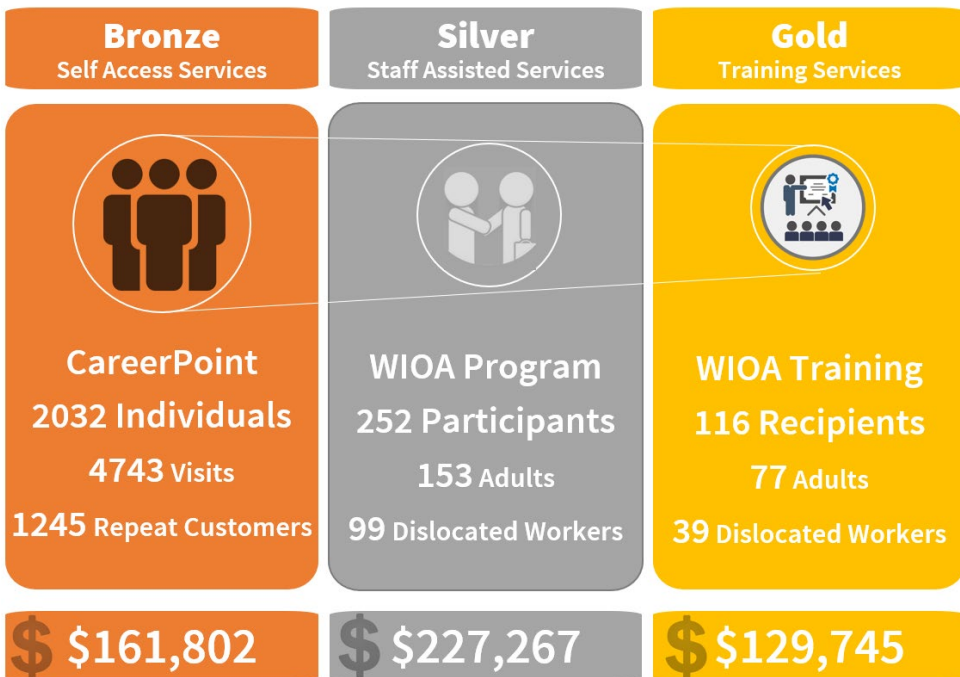 Bronze
Self Access Services
Silver
Staff Assisted Services
Gold
Training Services
CareerPoint
2032 Individuals
4743 Visits
1245 Repeat Customers
WIOA Program
252 Participants
153 Adults
99 Dislocated Workers
WIOA Training
116 Recipients
77 Adults
39 Dislocated Workers
$ $161,802
$ $227,267
$ $129,745